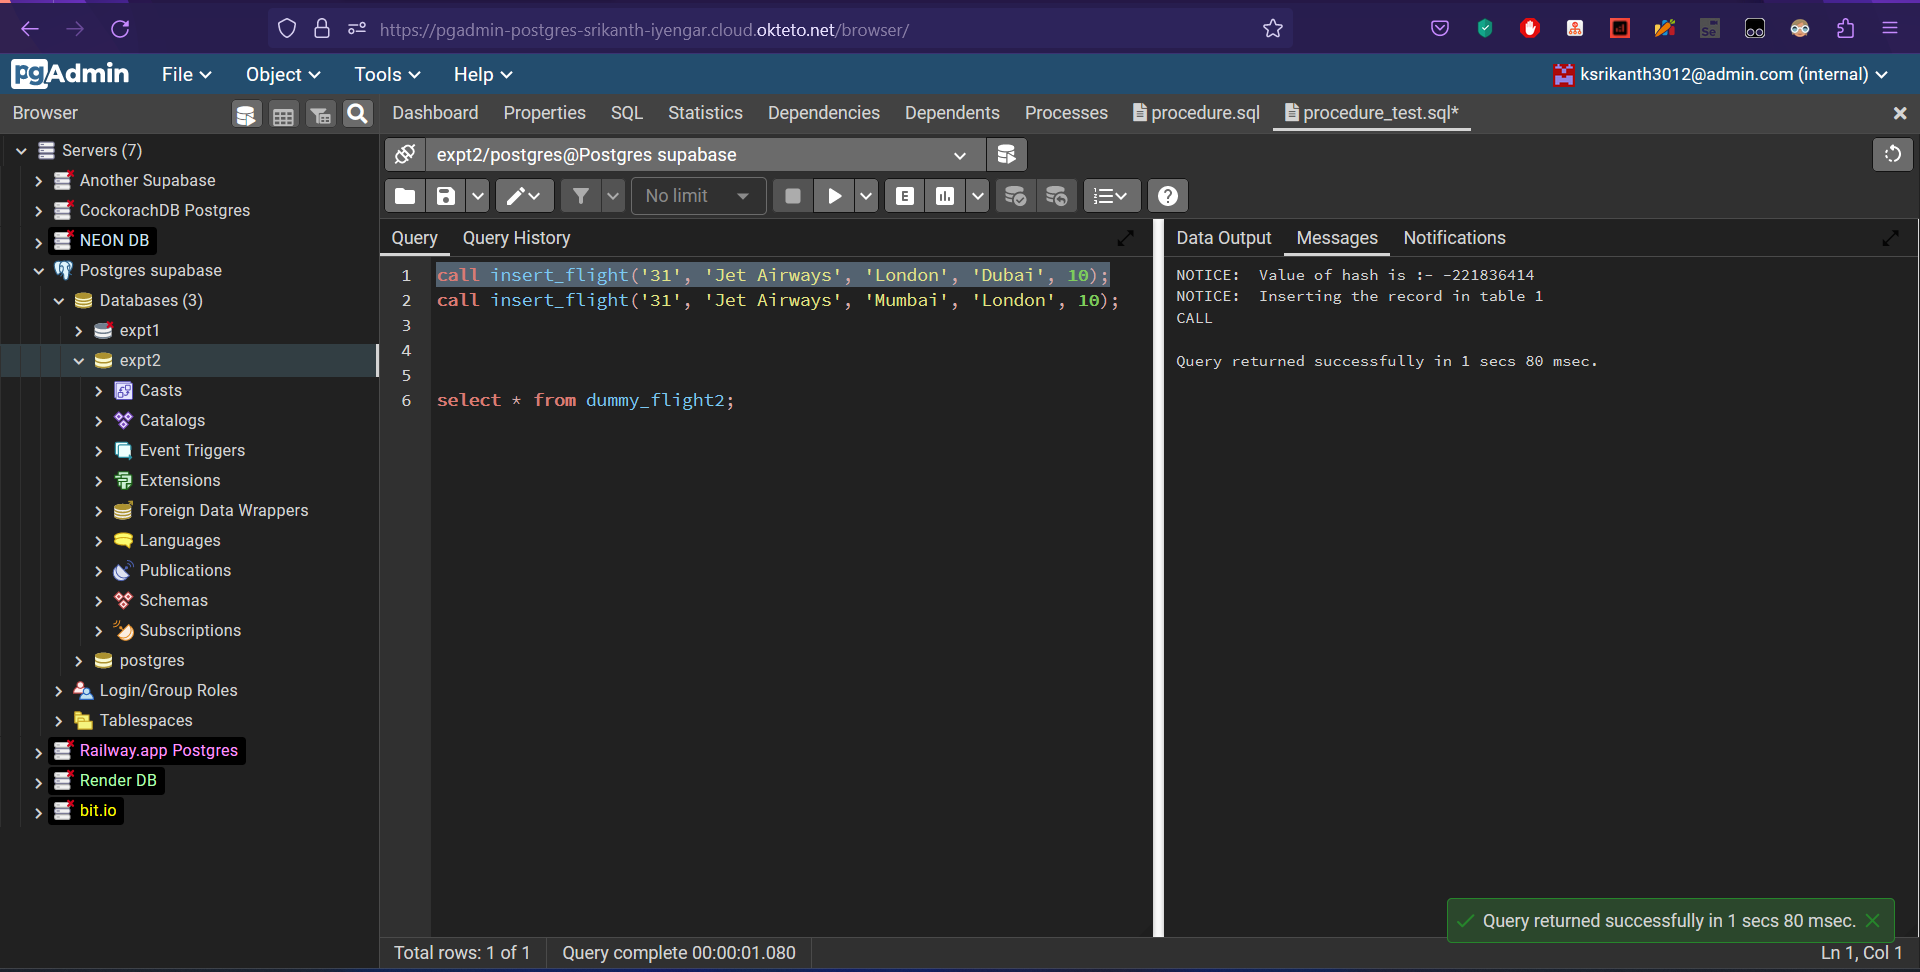 https://pgadmin-postgres-srikanth-iyengar.cloud.okteto.net/browser/
Se
pgAdmin File Object Tools Help ksrikanth3012@admin.com (internal)
Browser
Dashboard Properties SQL Statistics Dependencies Dependents Processes procedure.sql procedure_test.sql*
Servers (7)
Another Supabase
CockorachDB Postgres
NEON DB
Postgres supabase
Databases (3)
expt1
expt2
Casts
Catalogs
Event Triggers
Extensions
Foreign Data Wrappers
Languages
Publications
Schemas
Subscriptions
postgres
Login/Group Roles
Tablespaces
Railway.app Postgres
Render DB
bit.io
expt2/postgres@Postgres supabase
No limit E
Query Query History
1 call insert_flight('31', 'Jet Airways', 'London', 'Dubai', 10);
2 call insert_flight('31', 'Jet Airways', 'Mumbai', 'London', 10);
3
4
5
6 select * from dummy_flight2;
Data Output Messages Notifications
NOTICE:  Value of hash is :- -221836414
NOTICE:  Inserting the record in table 1
CALL
Query returned successfully in 1 secs 80 msec.
Query returned successfully in 1 secs 80 msec.
Total rows: 1 of 1 Query complete 00:00:01.080 Ln 1, Col 1